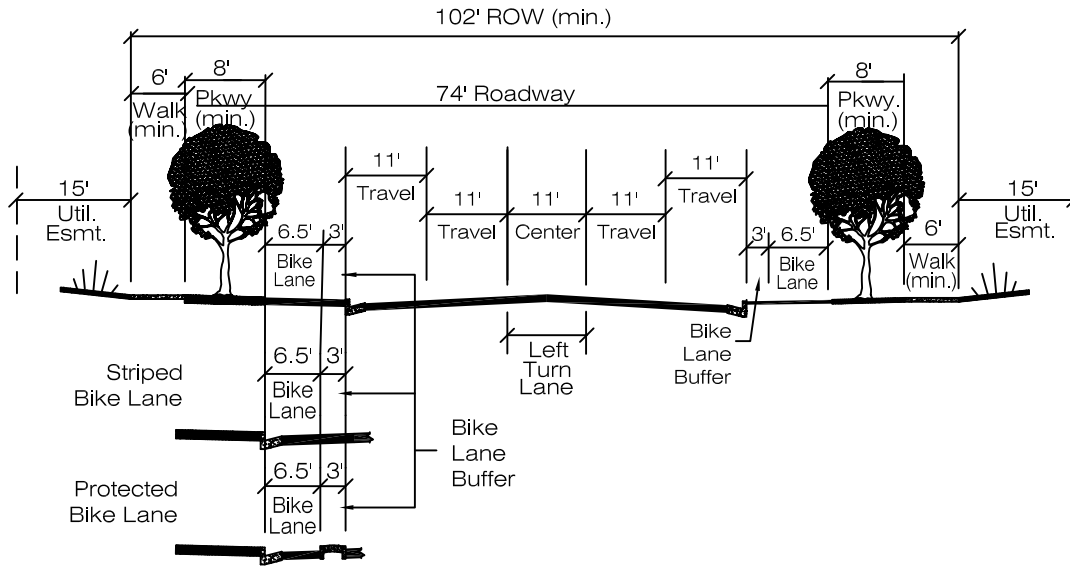 102' ROW (min.)
6'
8'
8'
Walk
(min.)
Pkwy
(min.)
74' Roadway
Pkwy.
(min.)
11'
Travel
11'
Travel
15'
Util.
Esmt.
11'
Travel
11'
Center
11'
Travel
15'
Util.
Esmt.
6.5'
3'
Bike
Lane
3'
6.5'
Bike
Lane
6'
Walk
(min.)
Left
Turn
Lane
Bike
Lane
Buffer
Striped
Bike Lane
6.5'
3'
Bike
Lane
Bike
Lane
Buffer
Protected
Bike Lane
6.5'
3'
Bike
Lane